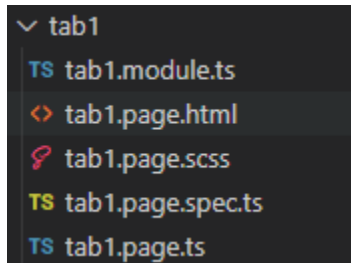 tab1
TS tab1.module.ts
<> tab1.page.html
tab1.page.scss
TS tab1.page.spec.ts
TS tab1.page.ts